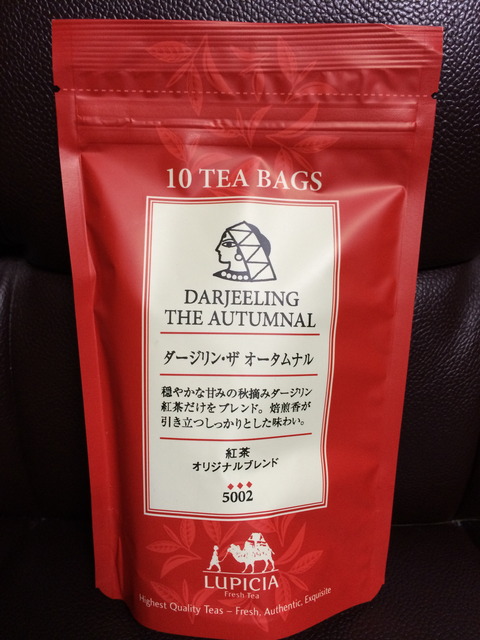 10 TEA BAGS
DARJEELING
THE AUTUMNAL
ダージリン・ザ オータムナル
穏やかな甘みの秋摘みダージリン
紅茶だけをブレンド。焙煎香が
引き立つしっかりとした味わい。
紅茶
オリジナルブレンド
5002
LUPICIA
Fresh Tea
Highest Quality Teas – Fresh, Authentic, Exquisite